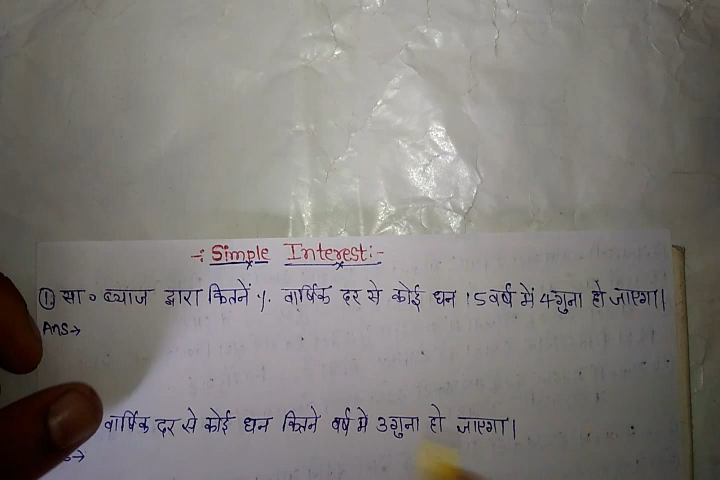 -: Simple Interest:-
① सा० ब्याज द्वारा कितनें %. वार्षिक दर से कोई धन 15 वर्ष में 4 गुना हो जाएगा।
Ans→
वार्षिक दर से कोई धन कितने वर्ष मे 3 गुना हो जाएगा।
s→